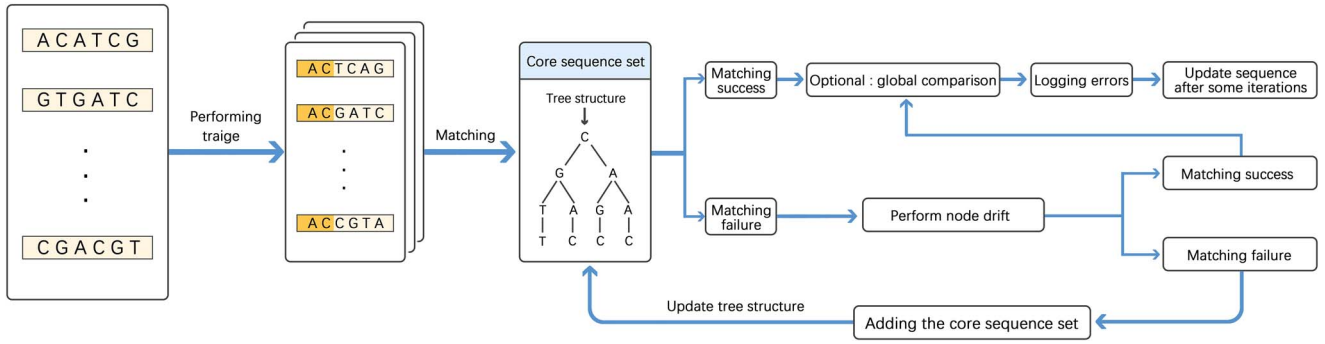 ACATCG
GTGATC
CGACGT
Performing
traige
ACTCAG
ACGATC
ACCGTA
Matching
Core sequence set
Tree structure
C
G A
T A G A
T C C C
Matching
success
Optional : global comparison
Logging errors
Update sequence
after some iterations
Matching
failure
Perform node drift
Matching success
Matching failure
Adding the core sequence set
Update tree structure